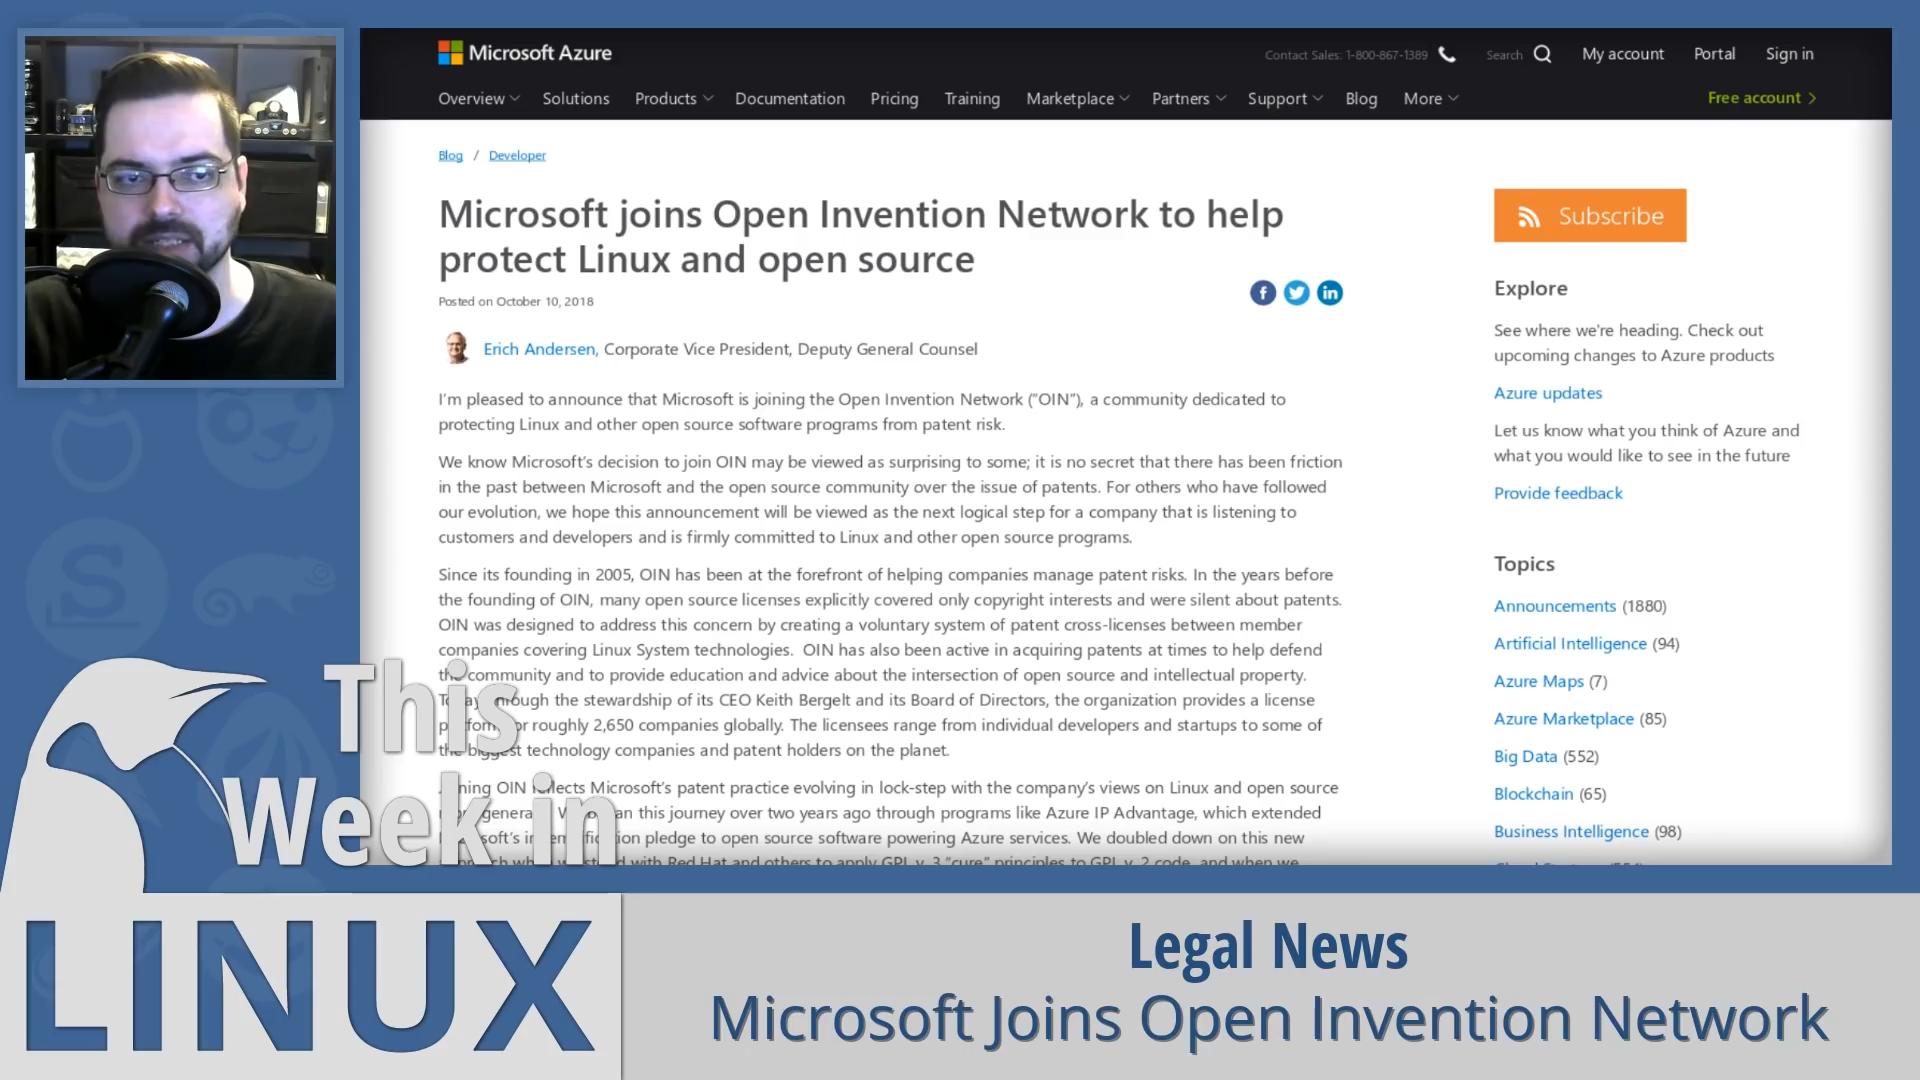 Microsoft Azure
Contact Sales: 1-800-867-1389
Search
My account
Portal
Sign in
Overview
Solutions
Products
Documentation
Pricing
Training
Marketplace
Partners
Support
Blog
More
Free account
Blog / Developer
Microsoft joins Open Invention Network to help
protect Linux and open source
Posted on October 10, 2018
Erich Andersen, Corporate Vice President, Deputy General Counsel
I'm pleased to announce that Microsoft is joining the Open Invention Network ("OIN"), a community dedicated to
protecting Linux and other open source software programs from patent risk.
We know Microsoft's decision to join OIN may be viewed as surprising to some; it is no secret that there has been friction
in the past between Microsoft and the open source community over the issue of patents. For others who have followed
our evolution, we hope this announcement will be viewed as the next logical step for a company that is listening to
customers and developers and is firmly committed to Linux and other open source programs.
Since its founding in 2005, OIN has been at the forefront of helping companies manage patent risks. In the years before
the founding of OIN, many open source licenses explicitly covered only copyright interests and were silent about patents.
OIN was designed to address this concern by creating a voluntary system of patent cross-licenses between member
companies covering Linux System technologies. OIN has also been active in acquiring patents at times to help defend
the community and to provide education and advice about the intersection of open source and intellectual property.
through the stewardship of its CEO Keith Bergelt and its Board of Directors, the organization provides a license
for roughly 2,650 companies globally. The licensees range from individual developers and startups to some of
the biggest technology companies and patent holders on the planet.
OIN reflects Microsoft's patent practice evolving in lock-step with the company's views on Linux and open source
this journey over two years ago through programs like Azure IP Advantage, which extended
pledge to open source software powering Azure services. We doubled down on this new
with Red Hat and others to apply GPL v. 3 "cure" principles to GPL v. 2 code, and when we
Subscribe
Explore
See where we're heading. Check out
upcoming changes to Azure products
Azure updates
Let us know what you think of Azure and
what you would like to see in the future
Provide feedback
Topics
Announcements (1880)
Artificial Intelligence (94)
Azure Maps (7)
Azure Marketplace (85)
Big Data (552)
Blockchain (65)
Business Intelligence (98)
This
Week in
LINUX
Legal News
Microsoft Joins Open Invention Network